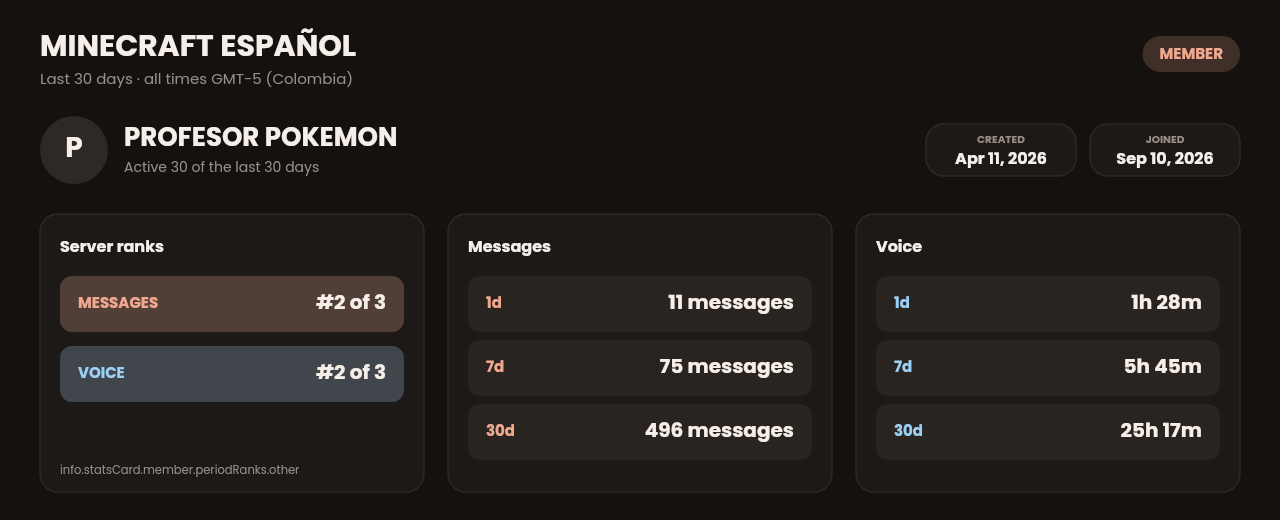 MINECRAFT ESPAÑOL
Last 30 days · all times GMT-5 (Colombia)
MEMBER
P
PROFESOR POKEMON
Active 30 of the last 30 days
CREATED
Apr 11, 2026
JOINED
Sep 10, 2026
Server ranks
MESSAGES #2 of 3
VOICE #2 of 3
info.statsCard.member.periodRanks.other
Messages
1d 11 messages
7d 75 messages
30d 496 messages
Voice
1d 1h 28m
7d 5h 45m
30d 25h 17m